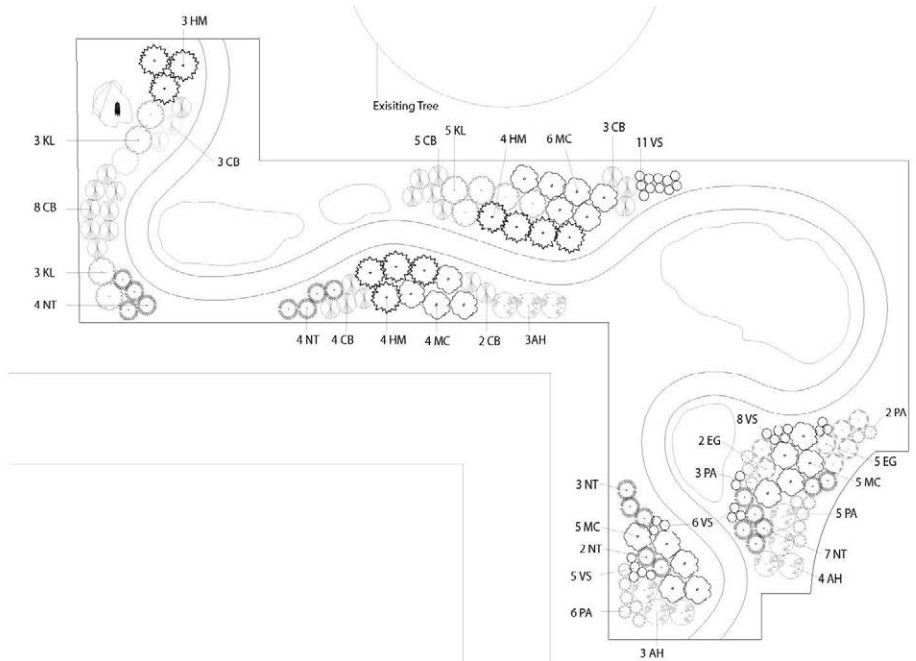 3 HM
Exisiting Tree
3 KL
3 CB
5 CB
5 KL
4 HM
6 MC
3 CB
11 VS
8 CB
3 KL
4 NT
4 NT
4 CB
4 HM
4 MC
2 CB
3AH
8 VS
2 PA
2 EG
5 EG
3 PA
5 MC
3 NT
5 PA
6 VS
5 MC
2 NT
7 NT
5 VS
4 AH
6 PA
3 AH